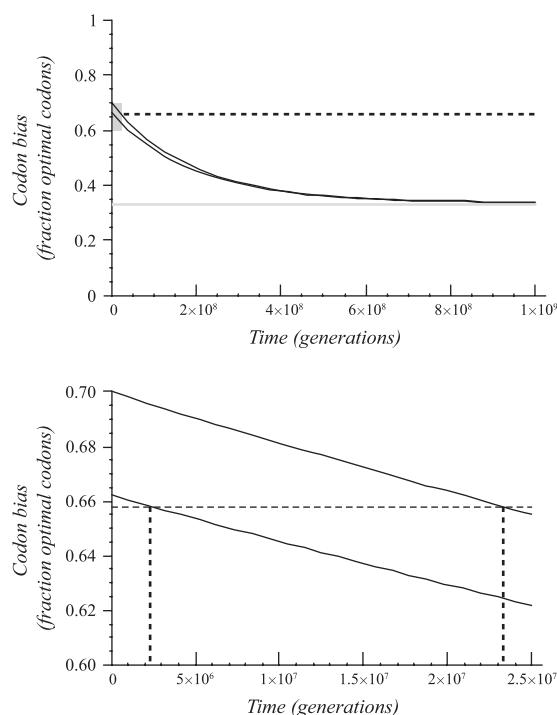 1
0.8
0.6
0.4
0.2
0
Codon bias
(fraction optimal codons)
0 2×10⁸ 4×10⁸ 6×10⁸ 8×10⁸ 1×10⁹
Time (generations)
0.70
0.68
0.66
0.64
0.62
0.60
Codon bias
(fraction optimal codons)
0 5×10⁶ 1×10⁷ 1.5×10⁷ 2×10⁷ 2.5×10⁷
Time (generations)